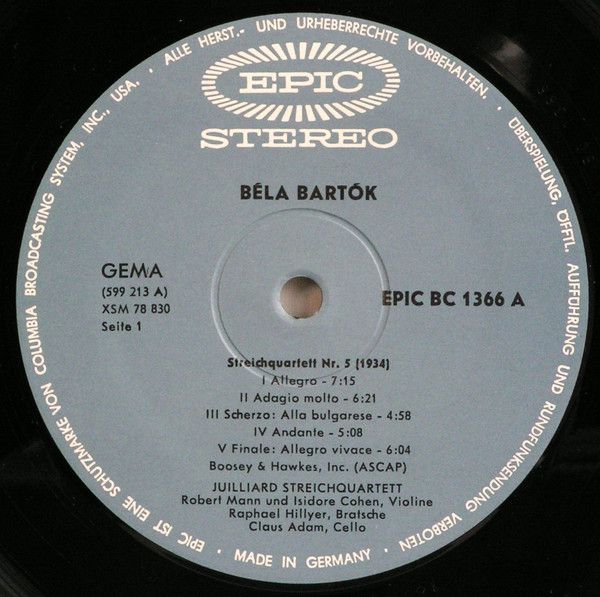 EPIC
STEREO
BÉLA BARTÓK
GEMA
(599 213 A)
XSM 78 830
Seite 1
EPIC BC 1366 A
Streichquartett Nr. 5 (1934)
I Allegro - 7:15
II Adagio molto - 6:21
III Scherzo: Alla bulgarese - 4:58
IV Andante - 5:08
V Finale: Allegro vivace - 6:04
Boosey & Hawkes, Inc. (ASCAP)
JUILLIARD STREICHQUARTETT
Robert Mann und Isidore Cohen, Violine
Raphael Hillyer, Bratsche
Claus Adam, Cello
EPIC IST EINE SCHUTZMARKE VON COLUMBIA BROADCASTING SYSTEM, INC., USA. · ALLE HERST.- UND URHEBERRECHTE VORBEHALTEN. · ÜBERSPIELUNG, ÖFFTL. AUFFÜHRUNG UND RUNDFUNKSENDUNG VERBOTEN · MADE IN GERMANY ·